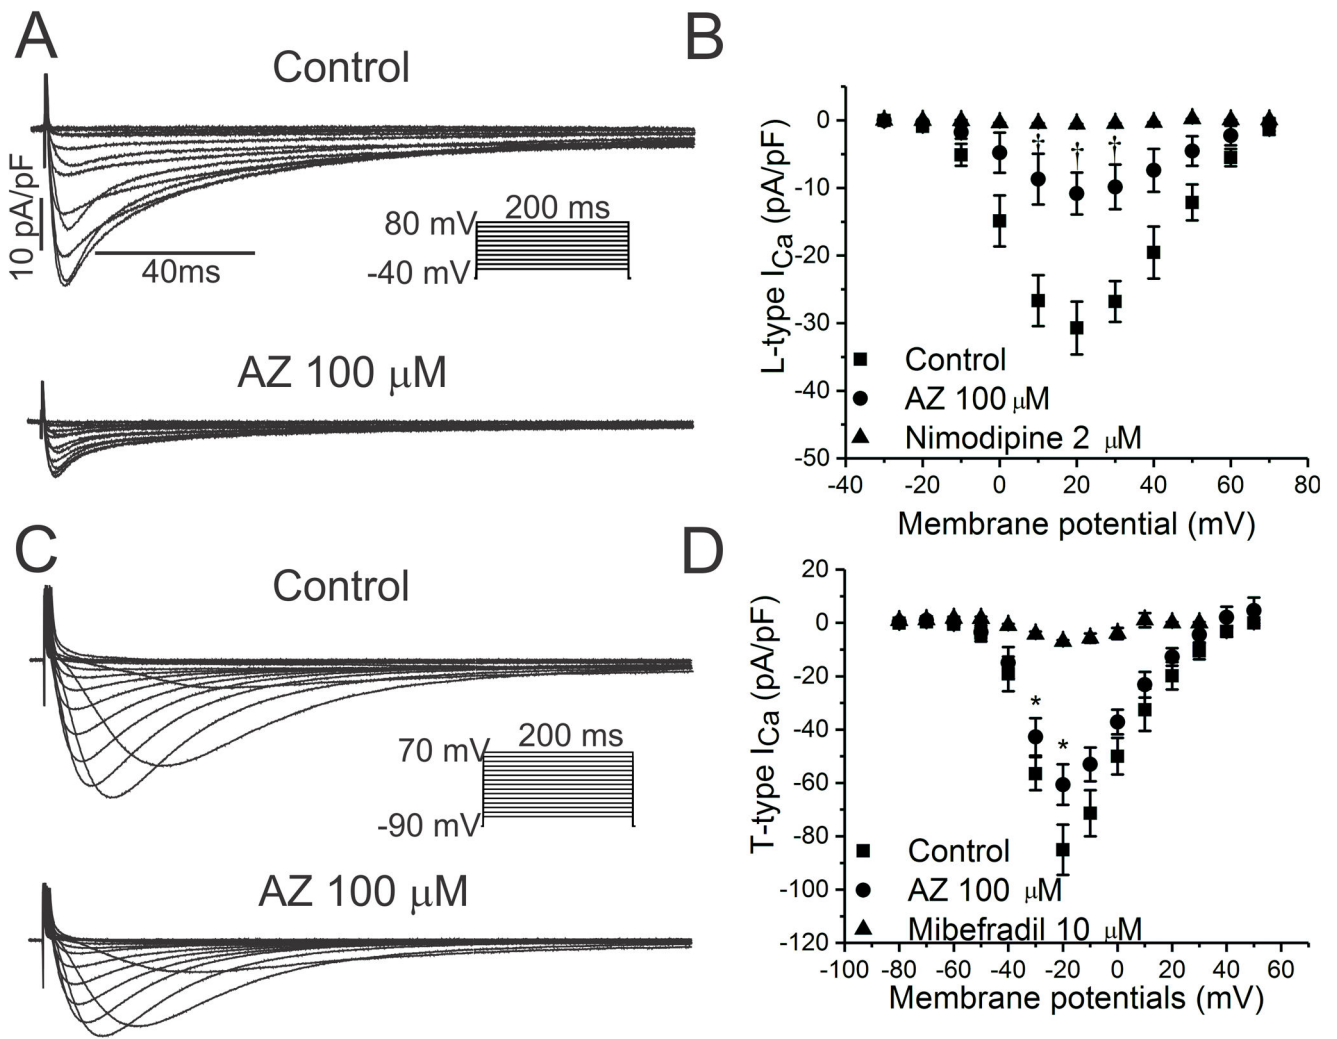 A
Control
10 pA/pF
40ms
80 mV
200 ms
-40 mV
AZ 100 μM
B
L-type ICa (pA/pF)
0
-10
-20
-30
-40
-50
Control
AZ 100 μM
Nimodipine 2 μM
† † †
-40 -20 0 20 40 60 80
Membrane potential (mV)
C
Control
70 mV
200 ms
-90 mV
AZ 100 μM
D
T-type ICa (pA/pF)
20
0
-20
-40
-60
-80
-100
-120
* *
Control
AZ 100 μM
Mibefradil 10 μM
-100 -80 -60 -40 -20 0 20 40 60
Membrane potentials (mV)